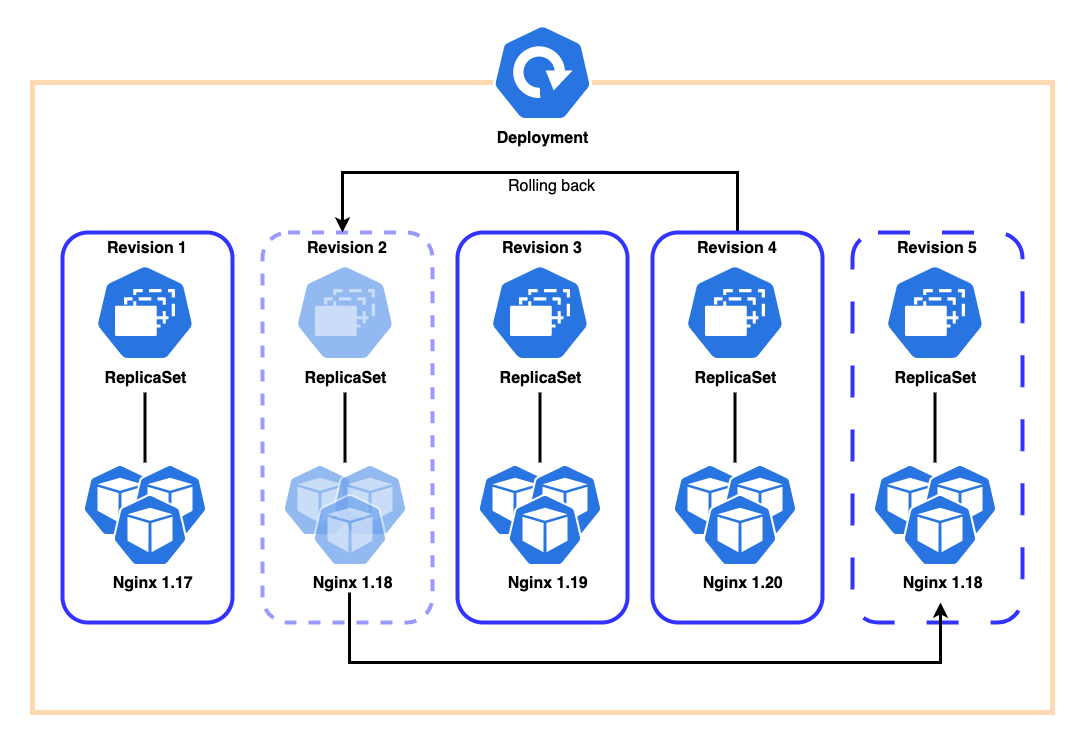 Deployment
Rolling back
Revision 1
Revision 2
Revision 3
Revision 4
Revision 5
ReplicaSet
ReplicaSet
ReplicaSet
ReplicaSet
ReplicaSet
Nginx 1.17
Nginx 1.18
Nginx 1.19
Nginx 1.20
Nginx 1.18